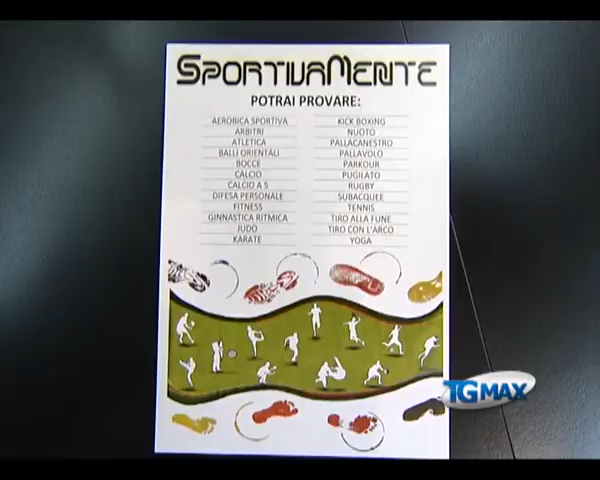 SPORTIVAMENTE
POTRAI PROVARE:
AEROBICA SPORTIVA
ARBITRI
ATLETICA
BALLI ORIENTALI
BOCCE
CALCIO
CALCIO A 5
DIFESA PERSONALE
FITNESS
GINNASTICA RITMICA
JUDO
KARATE
KICK BOXING
NUOTO
PALLACANESTRO
PALLAVOLO
PARKOUR
PUGILATO
RUGBY
SUBACQUEE
TENNIS
TIRO ALLA FUNE
TIRO CON L'ARCO
YOGA
TGMAX